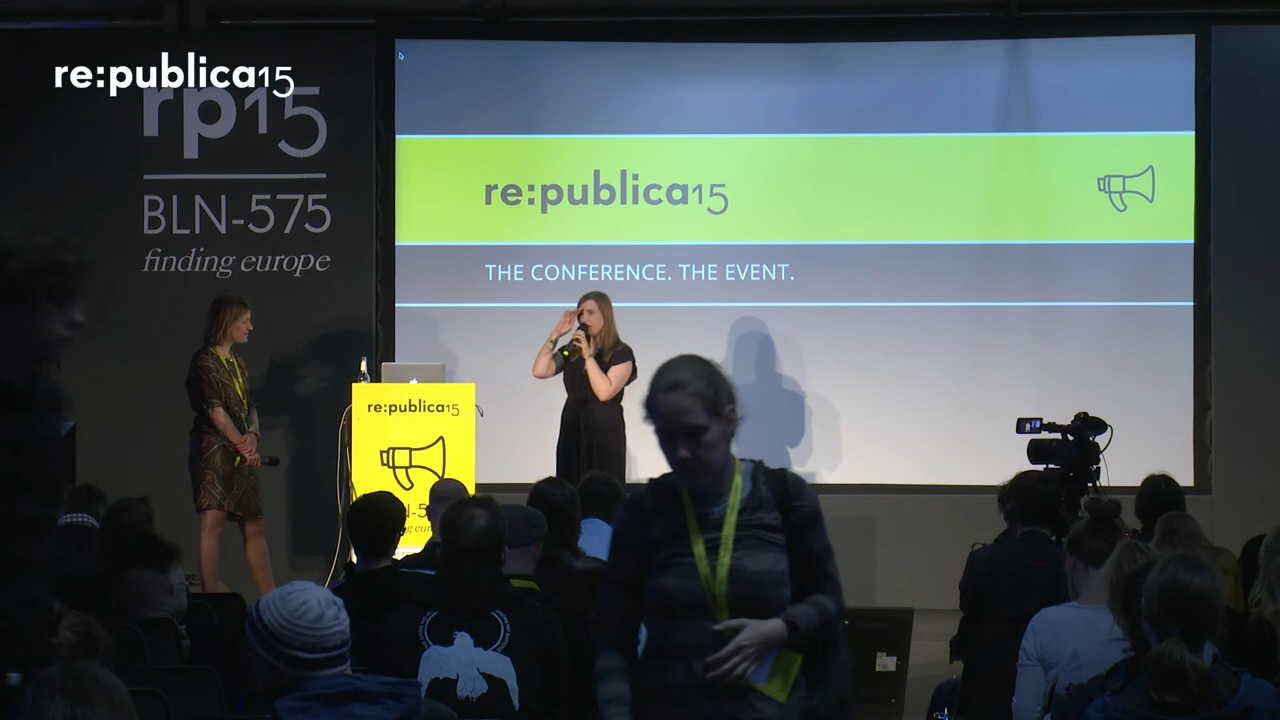 re:publica15
rp15
BLN-575
finding europe
re:publica15
THE CONFERENCE. THE EVENT.
re:publica15